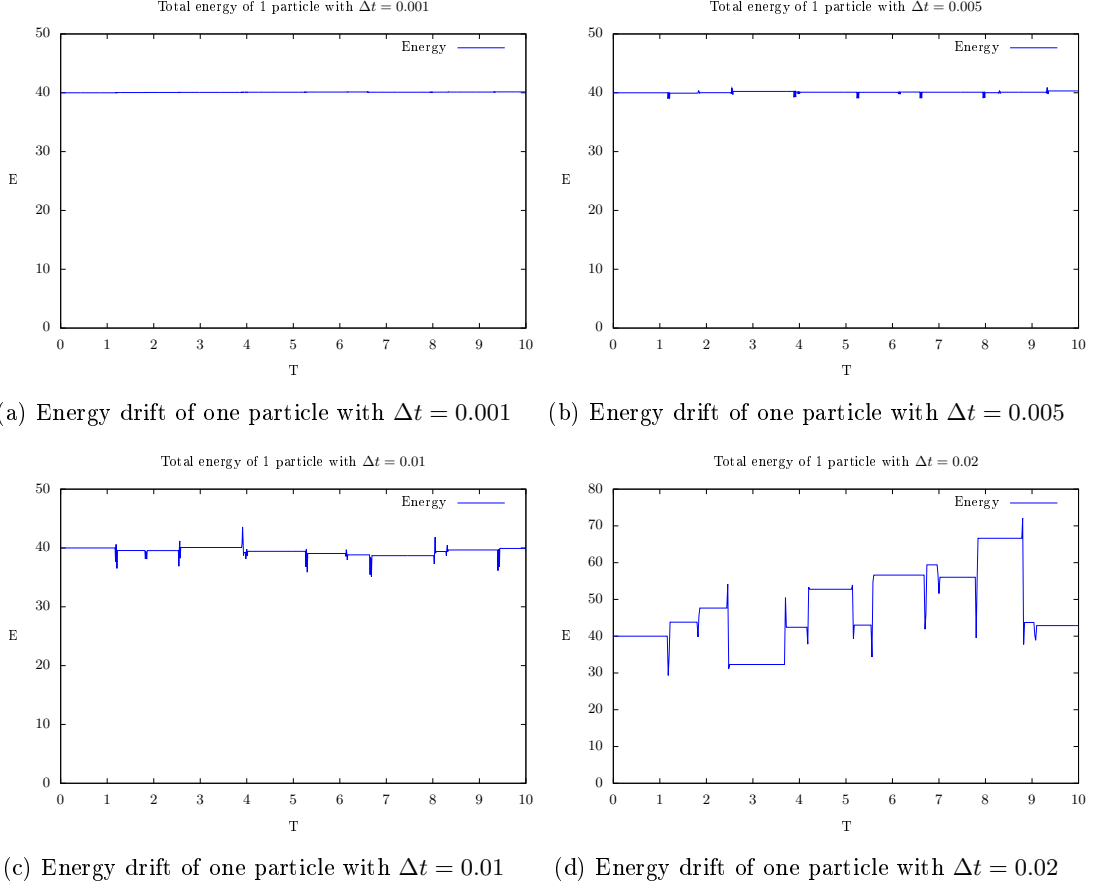 Total energy of 1 particle with Δt = 0.001
Energy
50
40
30
20
10
0
E
0 1 2 3 4 5 6 7 8 9 10
T
(a) Energy drift of one particle with Δt = 0.001
Total energy of 1 particle with Δt = 0.005
Energy
50
40
30
20
10
0
E
0 1 2 3 4 5 6 7 8 9 10
T
(b) Energy drift of one particle with Δt = 0.005
Total energy of 1 particle with Δt = 0.01
Energy
50
40
30
20
10
0
E
0 1 2 3 4 5 6 7 8 9 10
T
(c) Energy drift of one particle with Δt = 0.01
Total energy of 1 particle with Δt = 0.02
Energy
80
70
60
50
40
30
20
10
0
E
0 1 2 3 4 5 6 7 8 9 10
T
(d) Energy drift of one particle with Δt = 0.02